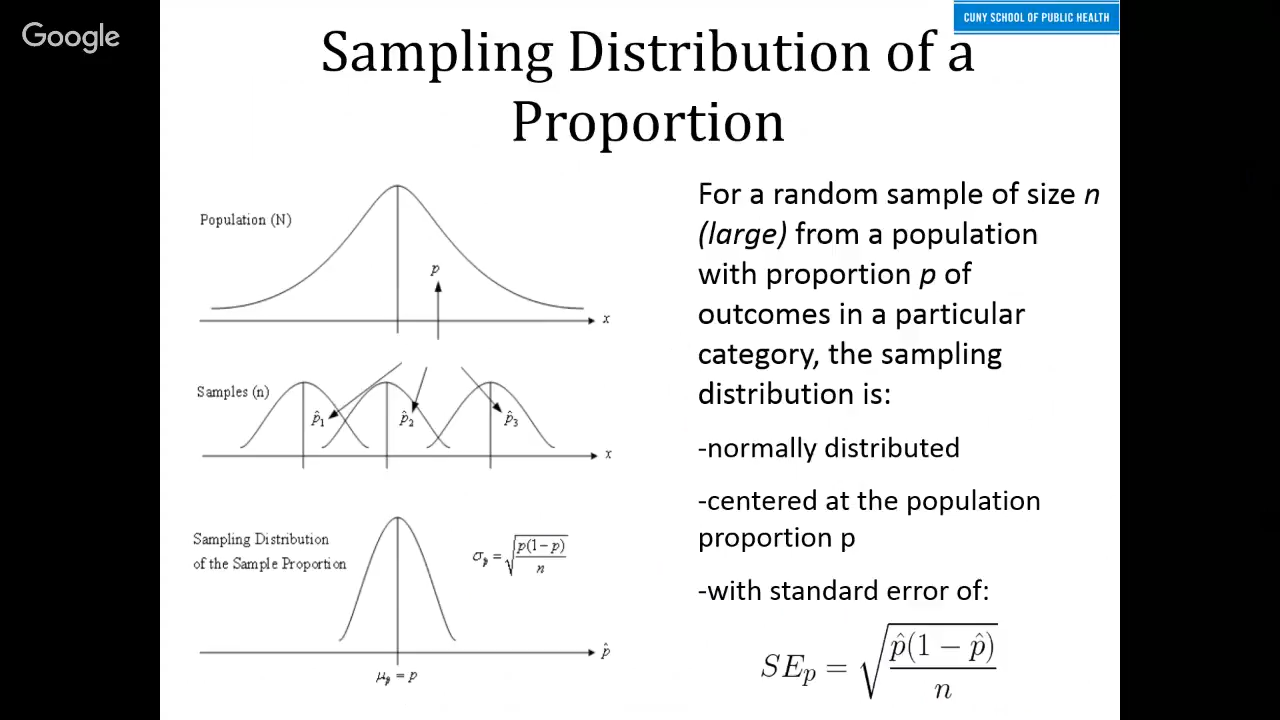 Google
CUNY SCHOOL OF PUBLIC HEALTH
Sampling Distribution of a
Proportion
Population (N)
p
x
Samples (n)
p̂₁
p̂₂
p̂₃
x
Sampling Distribution
of the Sample Proportion
σₚ̂ = √(p(1−p)/n)
p̂
μₚ̂ = p
For a random sample of size n
(large) from a population
with proportion p of
outcomes in a particular
category, the sampling
distribution is:
-normally distributed
-centered at the population
proportion p
-with standard error of:
SEₚ = √(p̂(1 − p̂)/n)